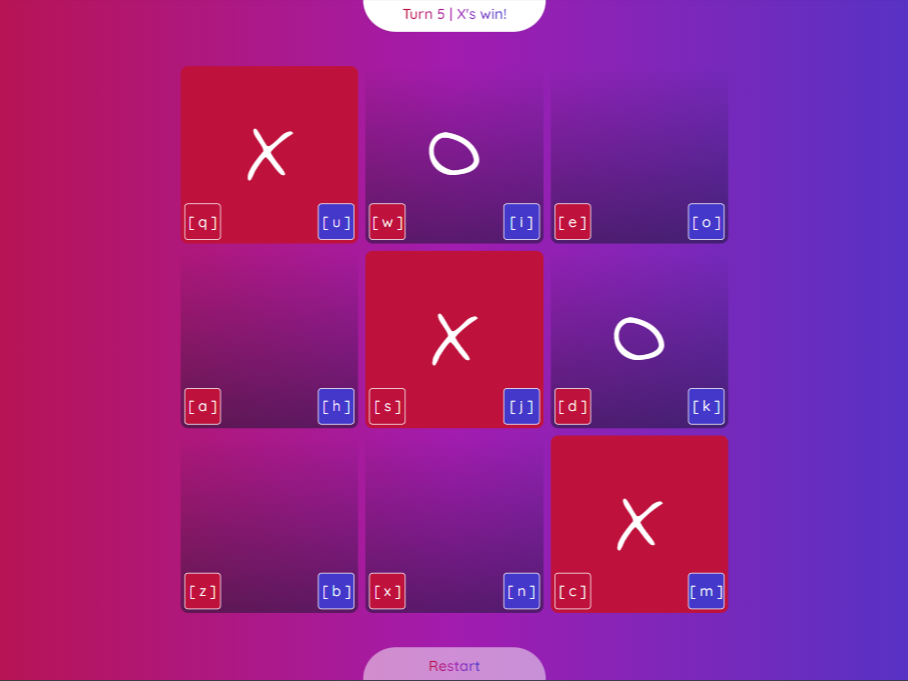 Turn 5 | X's win!
X O
[ q ] [ u ] [ w ] [ i ] [ e ] [ o ]
X O
[ a ] [ h ] [ s ] [ j ] [ d ] [ k ]
X
[ z ] [ b ] [ x ] [ n ] [ c ] [ m ]
Restart